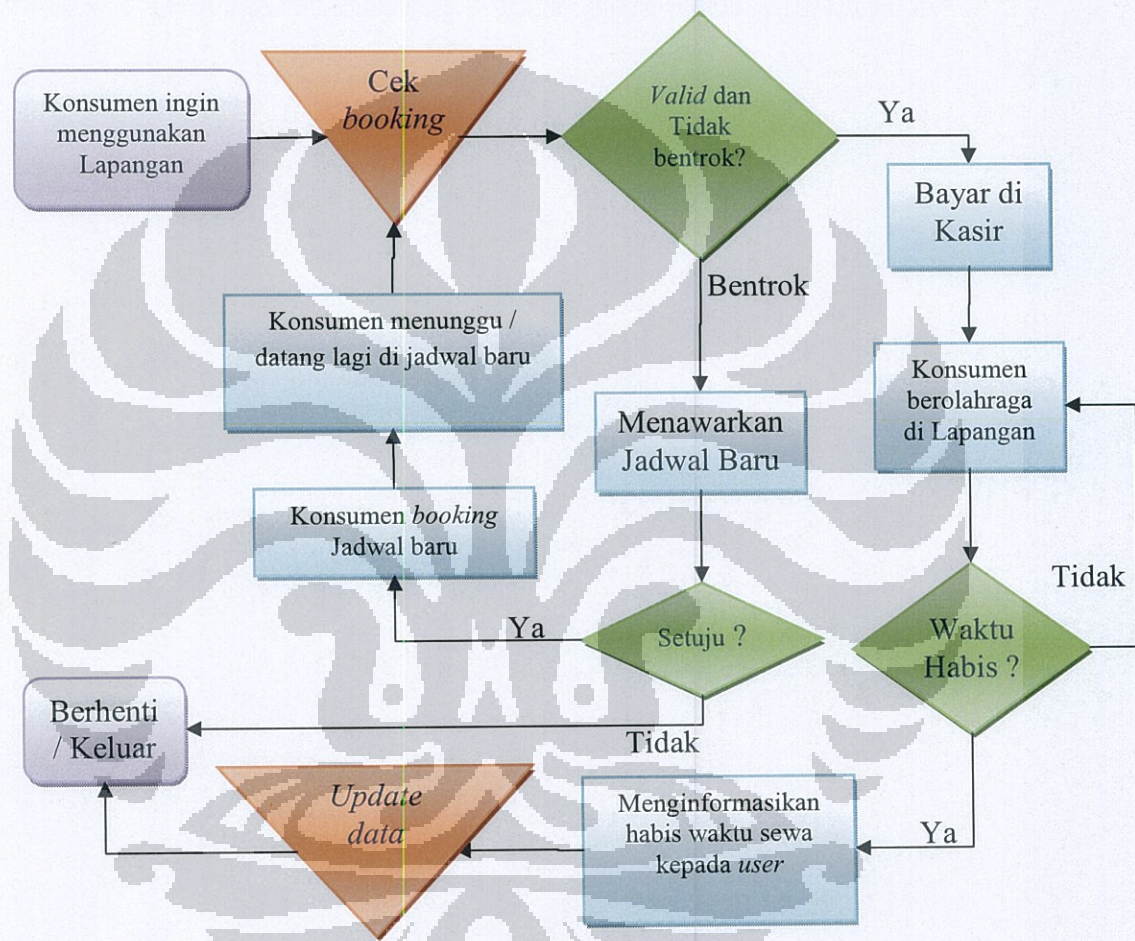 Konsumen ingin
menggunakan
Lapangan
Cek
booking
Valid dan
Tidak
bentrok?
Ya
Bayar di
Kasir
Bentrok
Konsumen menunggu /
datang lagi di jadwal baru
Konsumen
berolahraga
di Lapangan
Menawarkan
Jadwal Baru
Konsumen booking
Jadwal baru
Tidak
Ya
Setuju ?
Waktu
Habis ?
Berhenti
/ Keluar
Tidak
Update
data
Menginformasikan
habis waktu sewa
kepada user
Ya